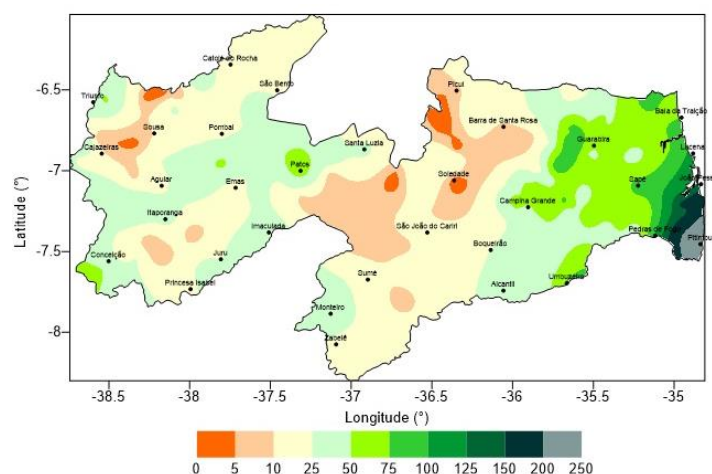 Catolé do Rocha
-6.5
Triunfo
São Bento
Picuí
Baía da Traição
Sousa
Pombal
Barra de Santa Rosa
Guarabira
Cajazeiras
Santa Luzia
Lucena
-7
Patos
Soledade
Sapé
João Pess
Aguiar
Emas
Campina Grande
Itaporanga
Imaculada
São João do Cariri
Pedras de Fogo
-7.5
Conceição
Juru
Boqueirão
Pitimbu
Princesa Isabel
Sumé
Alcantil
Umbuzeiro
Monteiro
-8
Zabelê
Latitude (°)
-38.5 -38 -37.5 -37 -36.5 -36 -35.5 -35
Longitude (°)
0 5 10 25 50 75 100 125 150 200 250